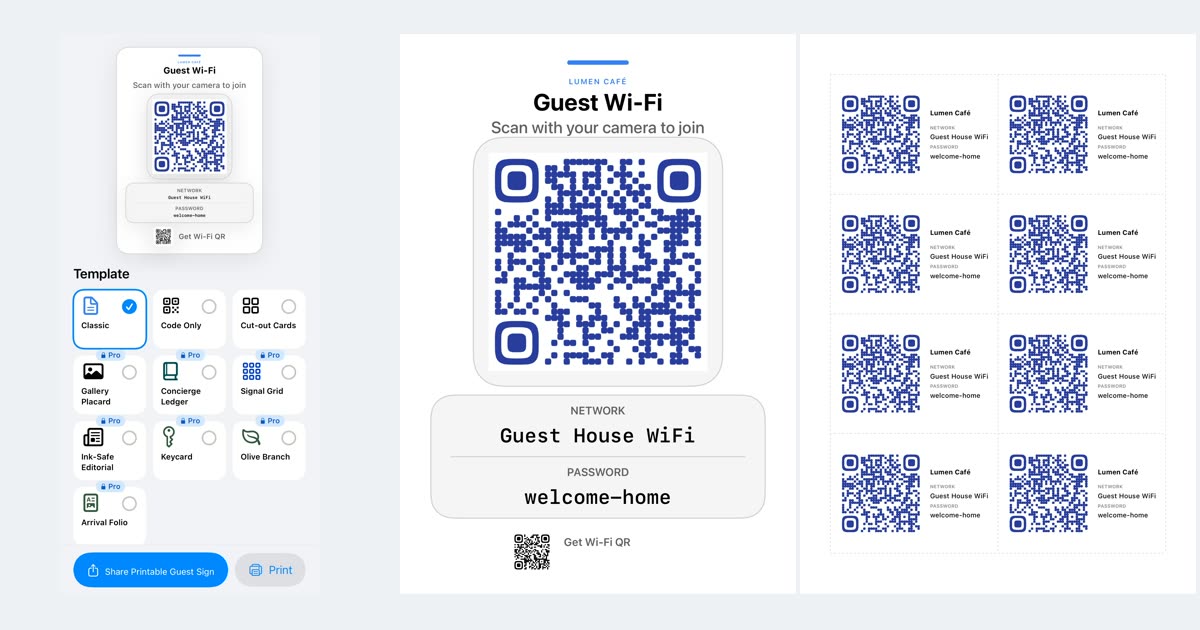 LUMEN CAFÉ
Guest Wi-Fi
Scan with your camera to join
NETWORK
Guest House WiFi
PASSWORD
welcome-home
Get Wi-Fi QR
Template
Classic
Code Only
Cut-out Cards
Pro
Pro
Pro
Gallery
Placard
Concierge
Ledger
Signal Grid
Pro
Pro
Pro
Ink-Safe
Editorial
Keycard
Olive Branch
Pro
Arrival Folio
Share Printable Guest Sign
Print
LUMEN CAFÉ
Guest Wi-Fi
Scan with your camera to join
NETWORK
Guest House WiFi
PASSWORD
welcome-home
Get Wi-Fi QR
Lumen Café
NETWORK
Guest House WiFi
PASSWORD
welcome-home
Lumen Café
NETWORK
Guest House WiFi
PASSWORD
welcome-home
Lumen Café
NETWORK
Guest House WiFi
PASSWORD
welcome-home
Lumen Café
NETWORK
Guest House WiFi
PASSWORD
welcome-home
Lumen Café
NETWORK
Guest House WiFi
PASSWORD
welcome-home
Lumen Café
NETWORK
Guest House WiFi
PASSWORD
welcome-home
Lumen Café
NETWORK
Guest House WiFi
PASSWORD
welcome-home
Lumen Café
NETWORK
Guest House WiFi
PASSWORD
welcome-home